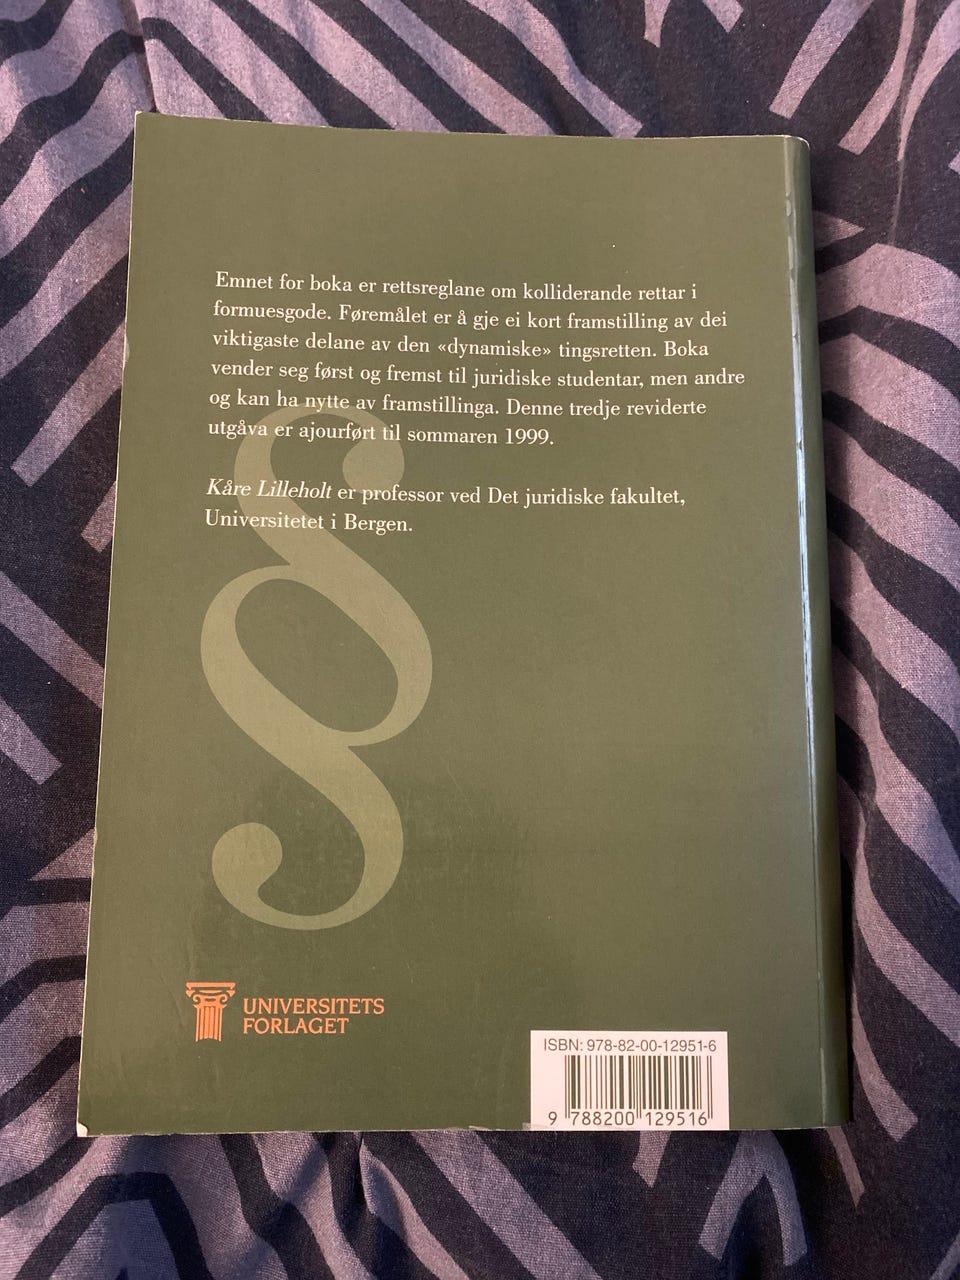 Emnet for boka er rettsreglane om kolliderande rettar i
formuesgode. Føremålet er å gje ei kort framstilling av dei
viktigaste delane av den «dynamiske» tingsretten. Boka
vender seg først og fremst til juridiske studentar, men andre
og kan ha nytte av framstillinga. Denne tredje reviderte
utgåva er ajourført til sommaren 1999.
Kåre Lilleholt er professor ved Det juridiske fakultet,
Universitetet i Bergen.
§
UNIVERSITETS
FORLAGET
ISBN: 978-82-00-12951-6
9 788200 129516